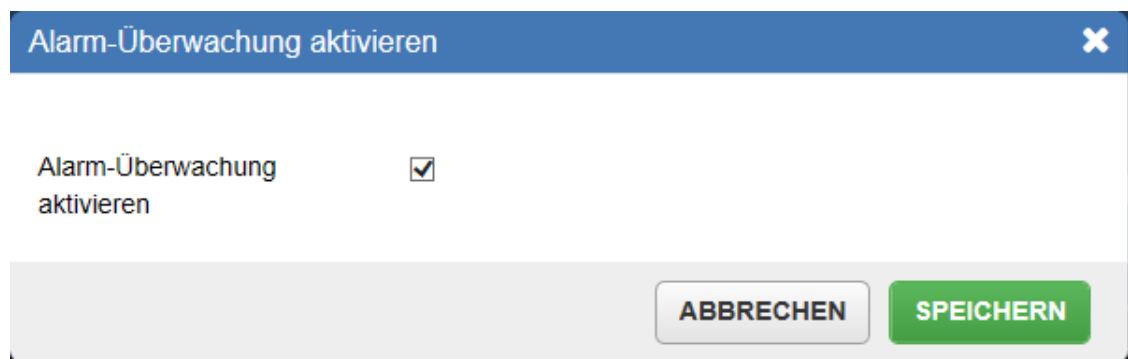 Alarm-Überwachung aktivieren
Alarm-Überwachung
aktivieren
ABBRECHEN
SPEICHERN